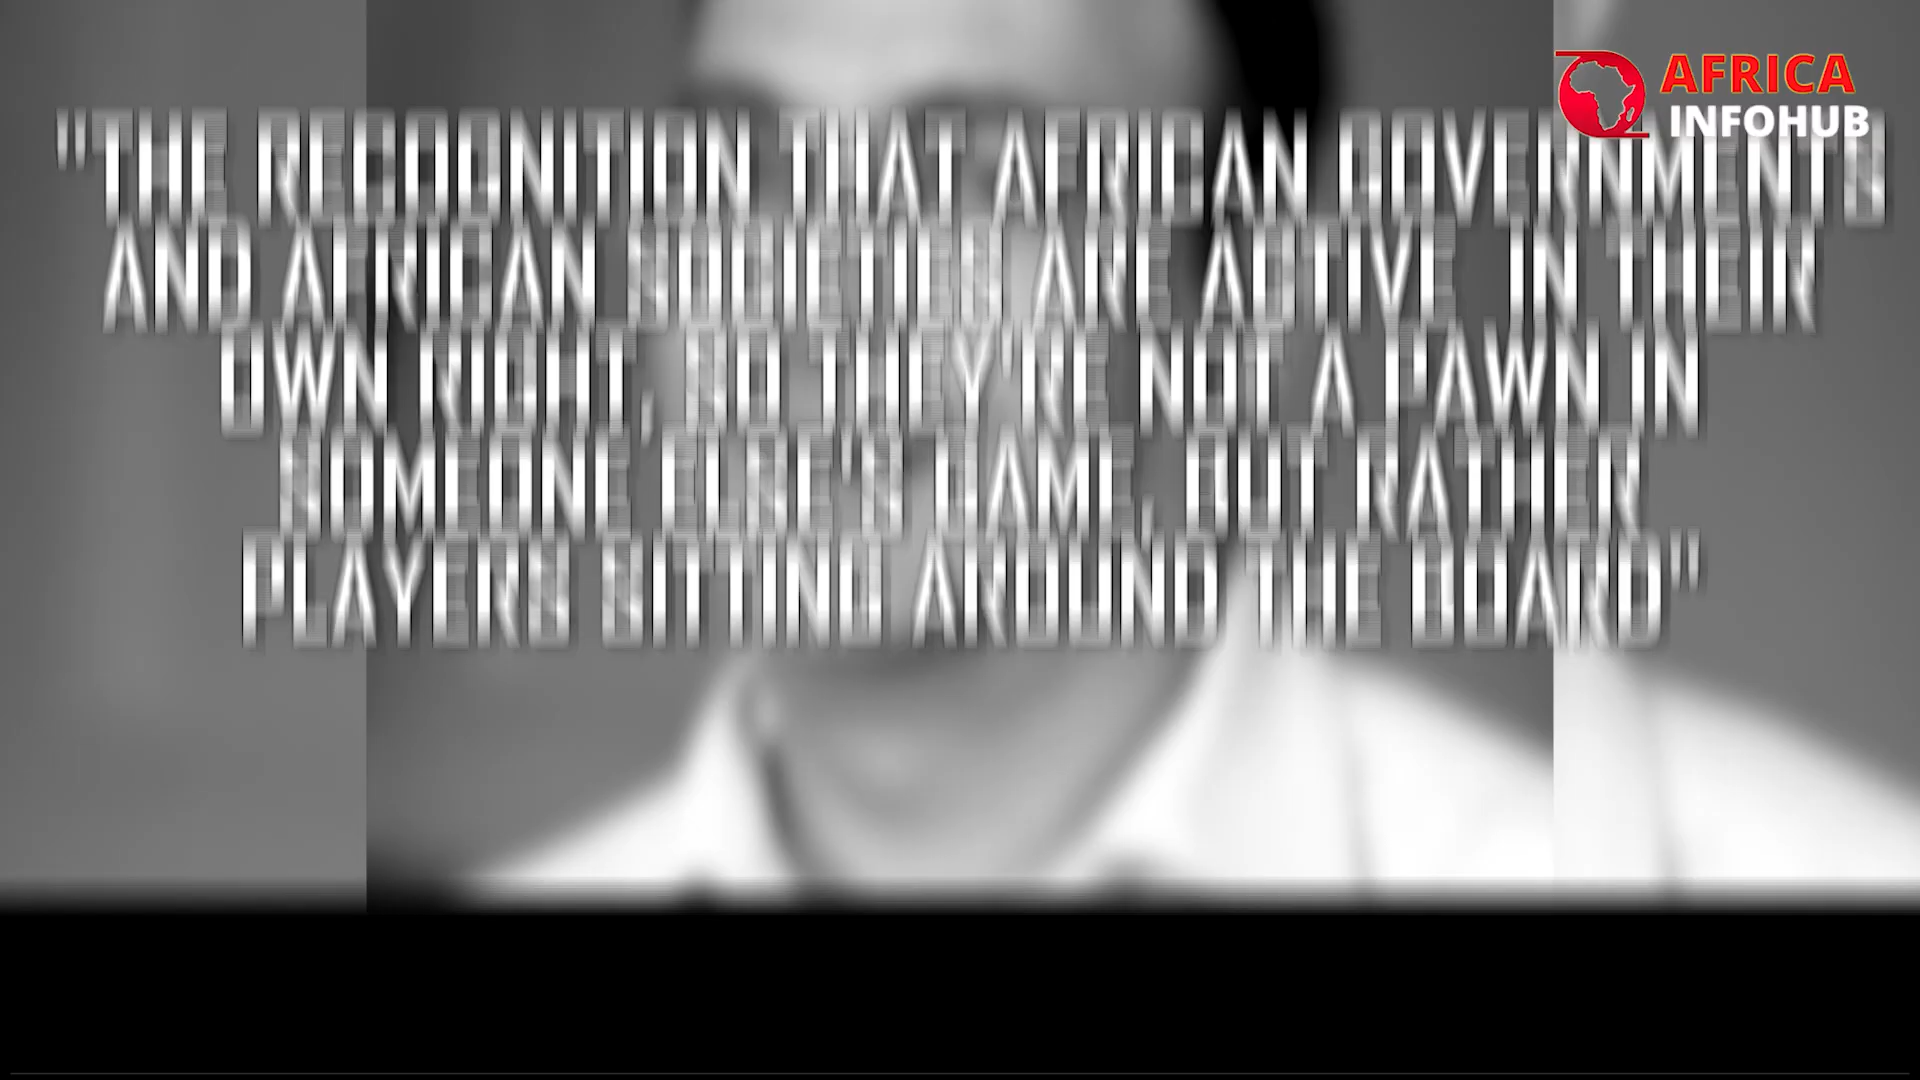 AFRICA
INFOHUB
"THE RECOGNITION THAT AFRICAN GOVERNMENTS
AND AFRICAN SOCIETIES ARE ACTIVE IN THEIR
OWN RIGHT, SO THEY'RE NOT A PAWN IN
SOMEONE ELSE'S GAME, BUT RATHER
PLAYERS SITTING AROUND THE BOARD"